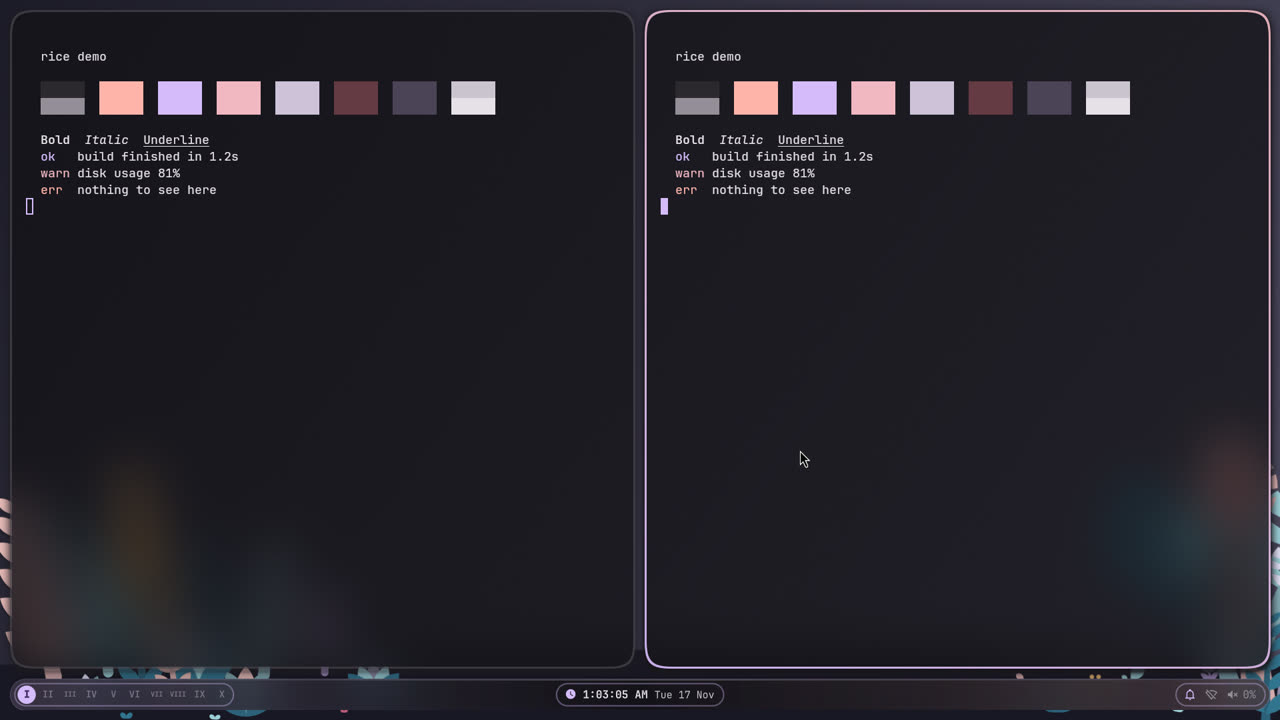 rice demo
Bold Italic Underline
ok build finished in 1.2s
warn disk usage 81%
err nothing to see here
rice demo
Bold Italic Underline
ok build finished in 1.2s
warn disk usage 81%
err nothing to see here
I II III IV V VI VII VIII IX X
1:03:05 AM Tue 17 Nov
0%